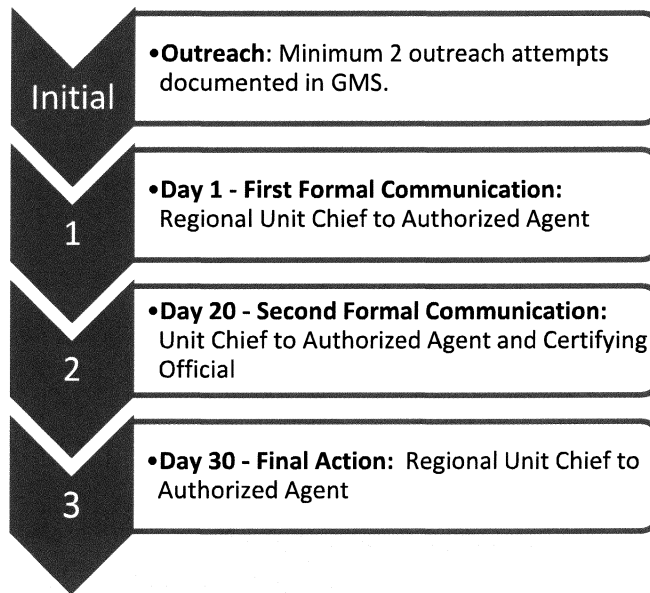 Initial
•Outreach: Minimum 2 outreach attempts
documented in GMS.
1
•Day 1 - First Formal Communication:
Regional Unit Chief to Authorized Agent
2
•Day 20 - Second Formal Communication:
Unit Chief to Authorized Agent and Certifying
Official
3
•Day 30 - Final Action: Regional Unit Chief to
Authorized Agent